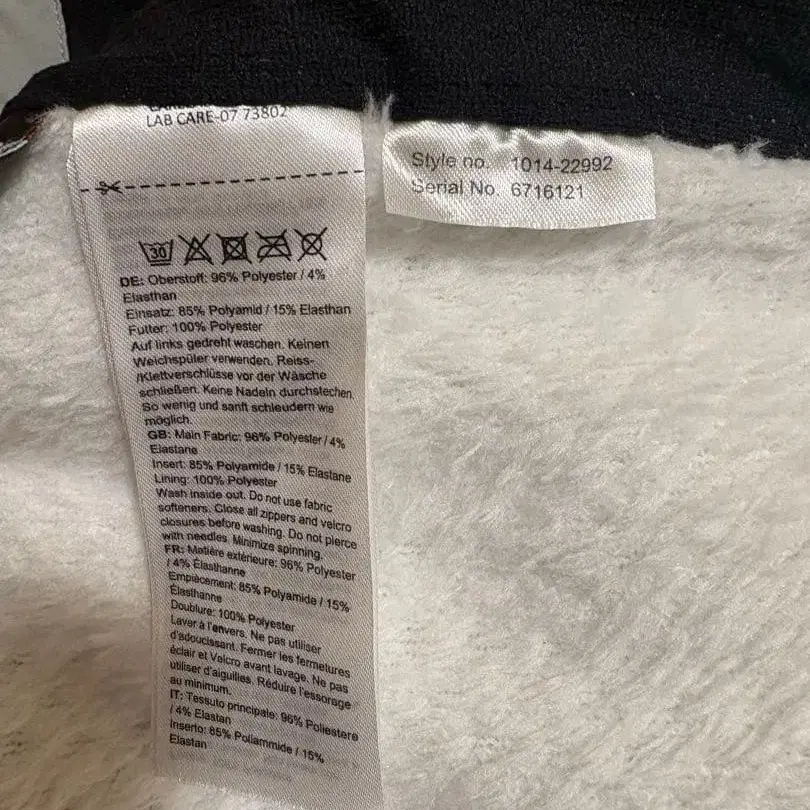 LAB CARE-07 73802
Style no. 1014-22992
Serial No. 6716121
30
DE: Oberstoff: 96% Polyester / 4%
Elasthan
Einsatz: 85% Polyamid / 15% Elasthan
Futter: 100% Polyester
Auf links gedreht waschen. Keinen
Weichspüler verwenden. Reiss-
/Klettverschlüsse vor der Wäsche
schließen. Keine Nadeln durchstechen.
So wenig und sanft schleudern wie
möglich.
GB: Main Fabric: 96% Polyester / 4%
Elastane
Insert: 85% Polyamide / 15% Elastane
Lining: 100% Polyester
Wash inside out. Do not use fabric
softeners. Close all zippers and velcro
closures before washing. Do not pierce
with needles. Minimize spinning.
FR: Matière extérieure: 96% Polyester
/ 4% Élasthanne
Empiècement: 85% Polyamide / 15%
Élasthanne
Doublure: 100% Polyester
Laver à l'envers. Ne pas utiliser
d'adoucissant. Fermer les fermetures
éclair et Velcro avant lavage. Ne pas
utiliser d'aiguilles. Réduire l'essorage
au minimum.
IT: Tessuto principale: 96% Poliestere
/ 4% Elastan
Inserto: 85% Poliammide / 15%
Elastan